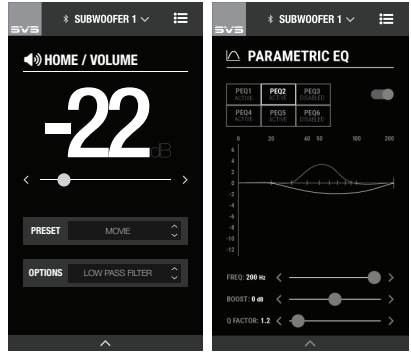 SVS
SUBWOOFER 1
HOME / VOLUME
-22
dB
PRESET MOVIE
OPTIONS LOW PASS FILTER
SVS
SUBWOOFER 1
PARAMETRIC EQ
PEQ1 PEQ2 PEQ3
ACTIVE ACTIVE DISABLED
PEQ4 PEQ5 PEQ6
ACTIVE ACTIVE DISABLED
0 20 40 50 100 200
6
4
2
0
-2
-4
-6
-8
-10
-12
FREQ: 200 Hz
BOOST: 0 dB
Q FACTOR: 1.2